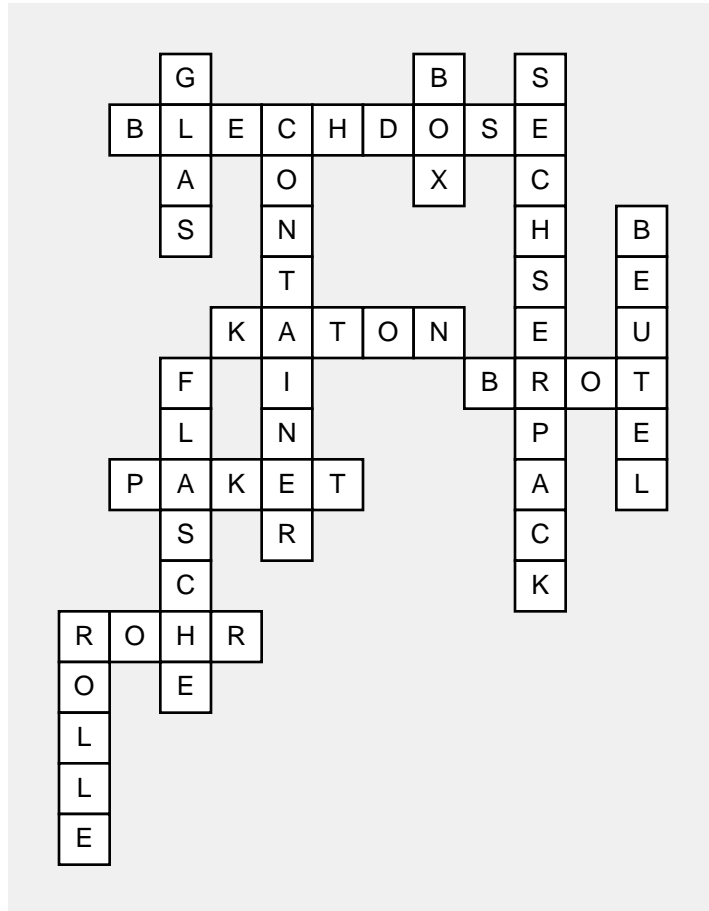 GLAS
BOX
SECHSERPACK
BLECHDOSE
CONTAINER
BEUTEL
KATON
FLASCHE
BROT
PAKET
ROHR
ROLLE